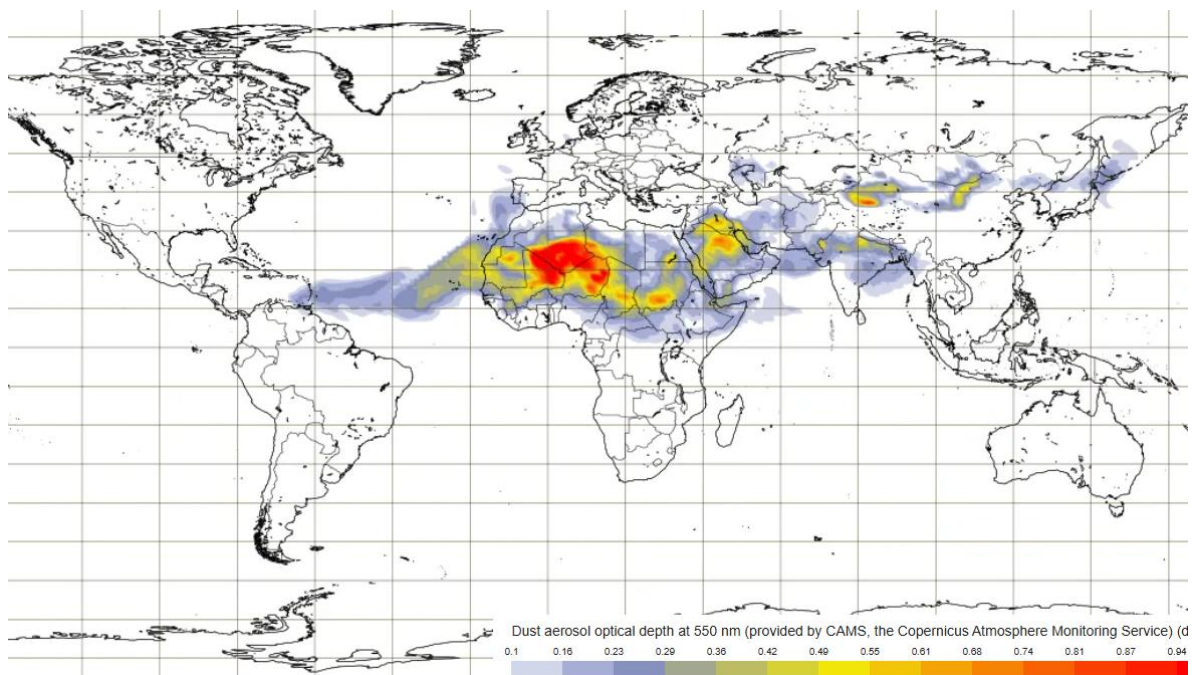 Dust aerosol optical depth at 550 nm (provided by CAMS, the Copernicus Atmosphere Monitoring Service) (d
0.1 0.16 0.23 0.29 0.36 0.42 0.49 0.55 0.61 0.68 0.74 0.81 0.87 0.94